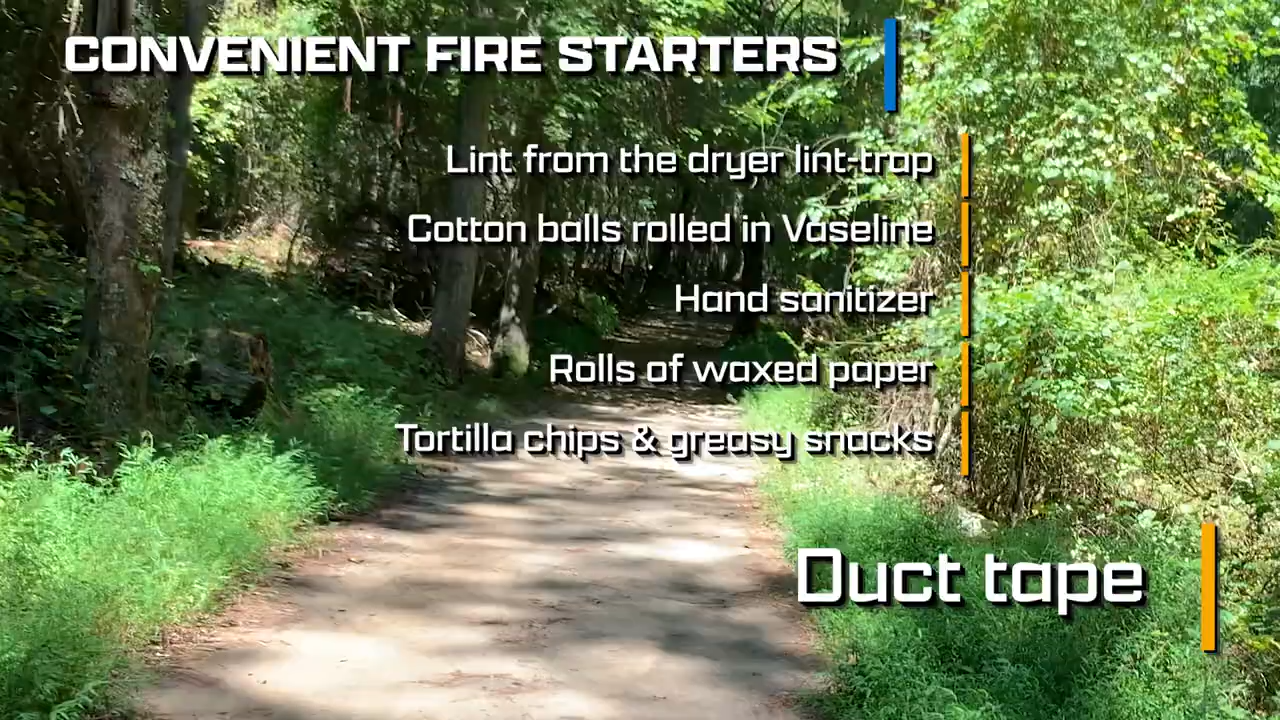 CONVENIENT FIRE STARTERS
Lint from the dryer lint-trap
Cotton balls rolled in Vaseline
Hand sanitizer
Rolls of waxed paper
Tortilla chips & greasy snacks
Duct tape